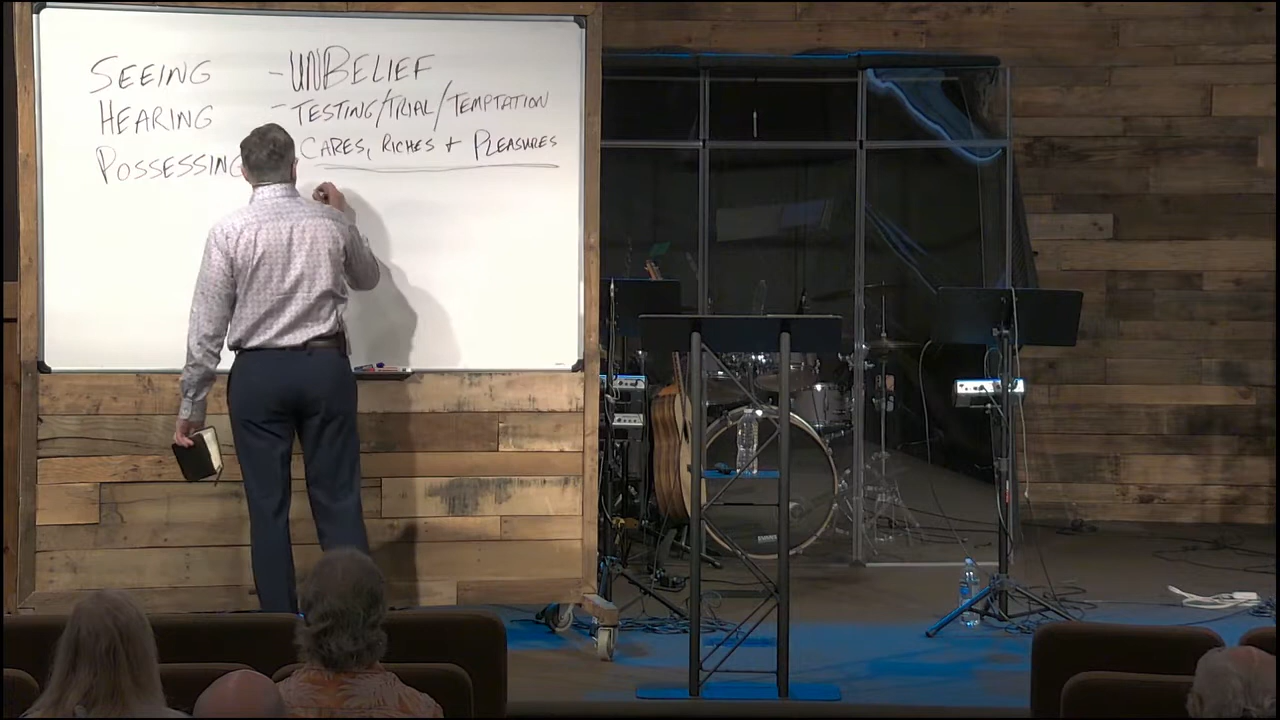 SEEING - UNBELIEF
HEARING - TESTING/TRIAL/TEMPTATION
POSSESSING CARES, RICHES + PLEASURES